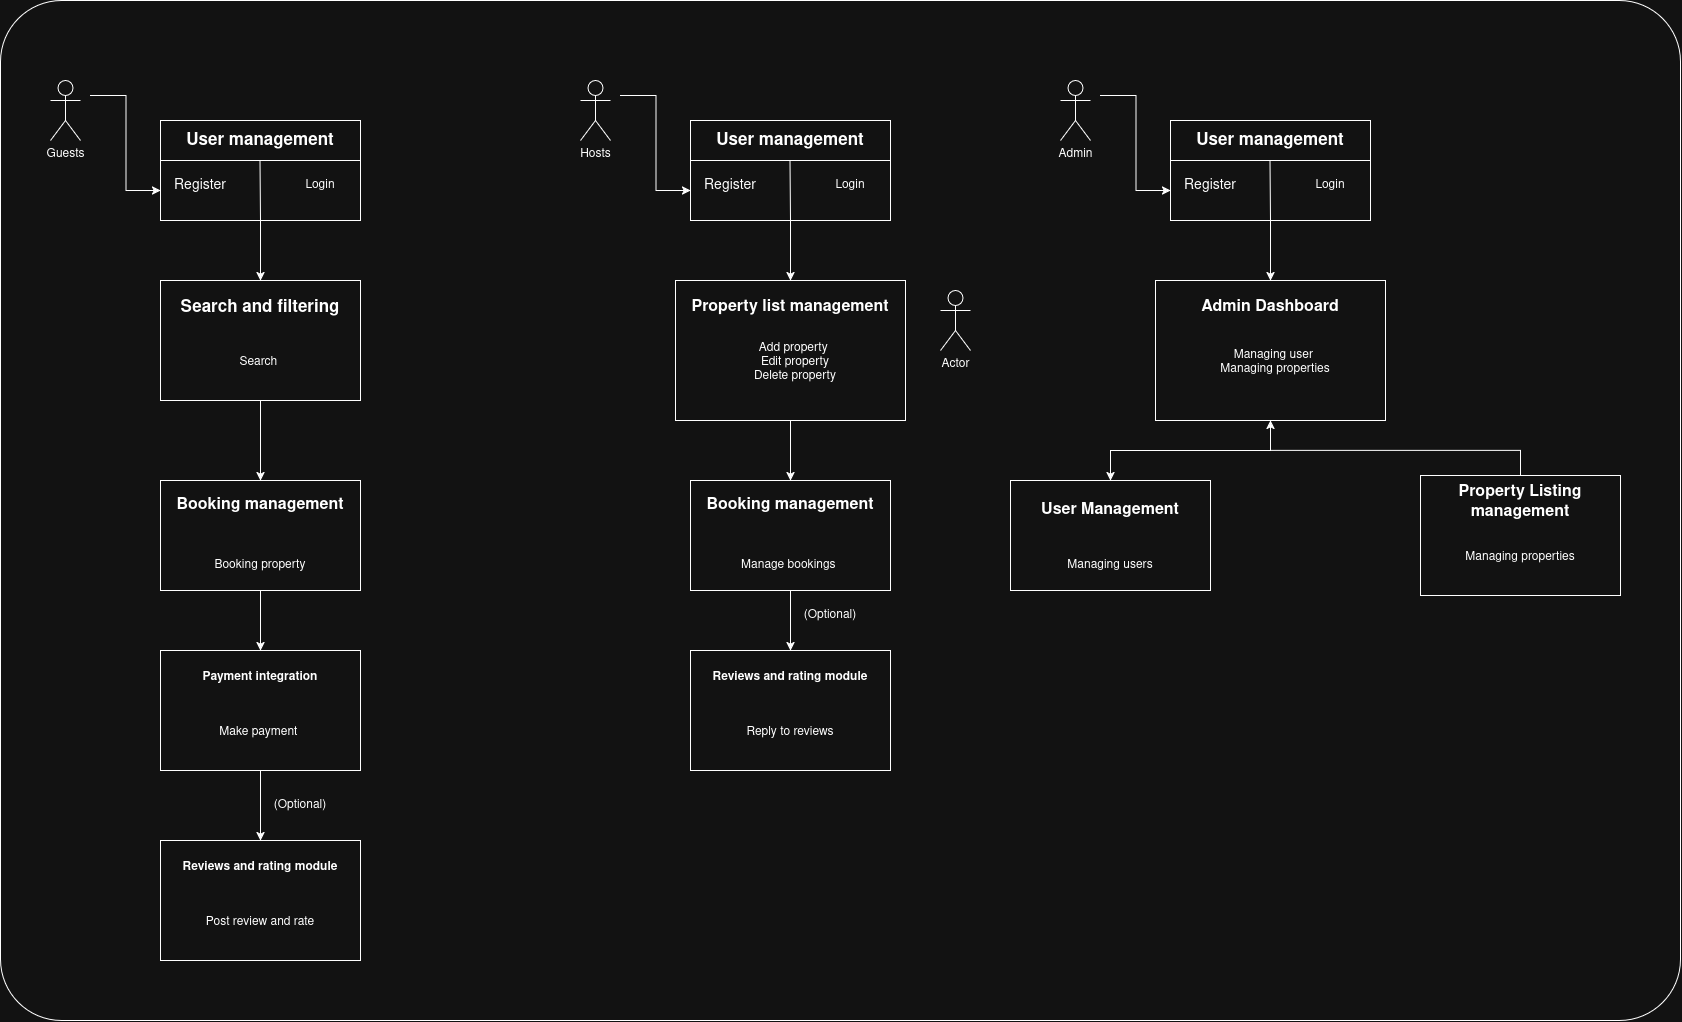 Guests
User management
Register
Login
Search and filtering
Search
Booking management
Booking property
Payment integration
Make payment
(Optional)
Reviews and rating module
Post review and rate
Hosts
User management
Register
Login
Property list management
Add property
Edit property
Delete property
Booking management
Manage bookings
(Optional)
Reviews and rating module
Reply to reviews
Actor
Admin
User management
Register
Login
Admin Dashboard
Managing user
Managing properties
User Management
Managing users
Property Listing
management
Managing properties